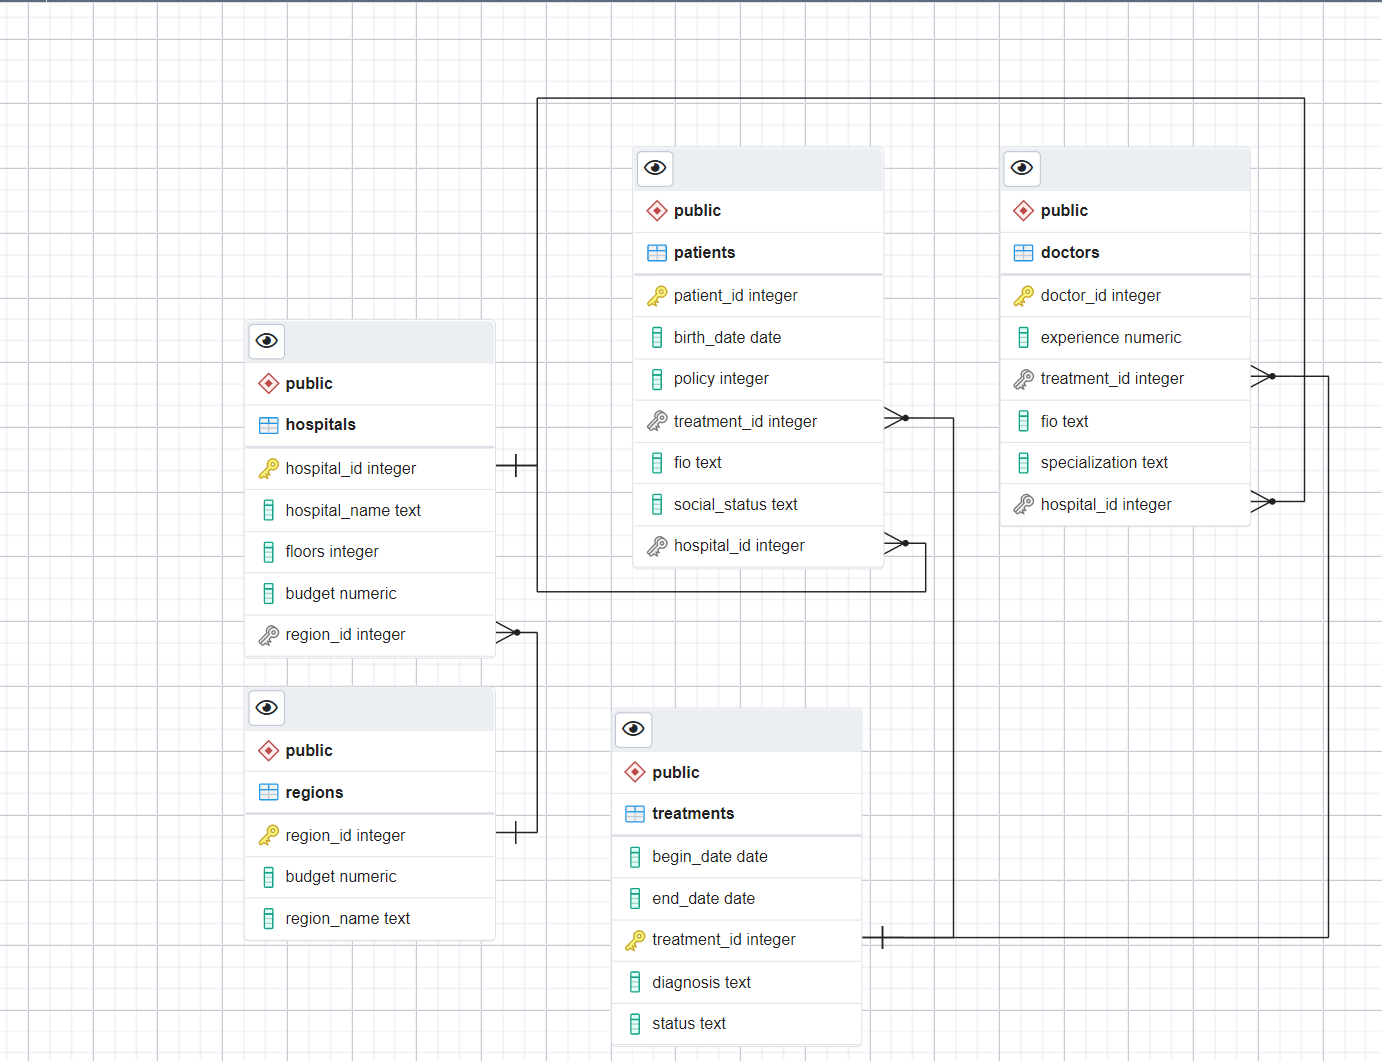 public
patients
patient_id integer
birth_date date
policy integer
treatment_id integer
fio text
social_status text
hospital_id integer
public
doctors
doctor_id integer
experience numeric
treatment_id integer
fio text
specialization text
hospital_id integer
public
hospitals
hospital_id integer
hospital_name text
floors integer
budget numeric
region_id integer
public
regions
region_id integer
budget numeric
region_name text
public
treatments
begin_date date
end_date date
treatment_id integer
diagnosis text
status text